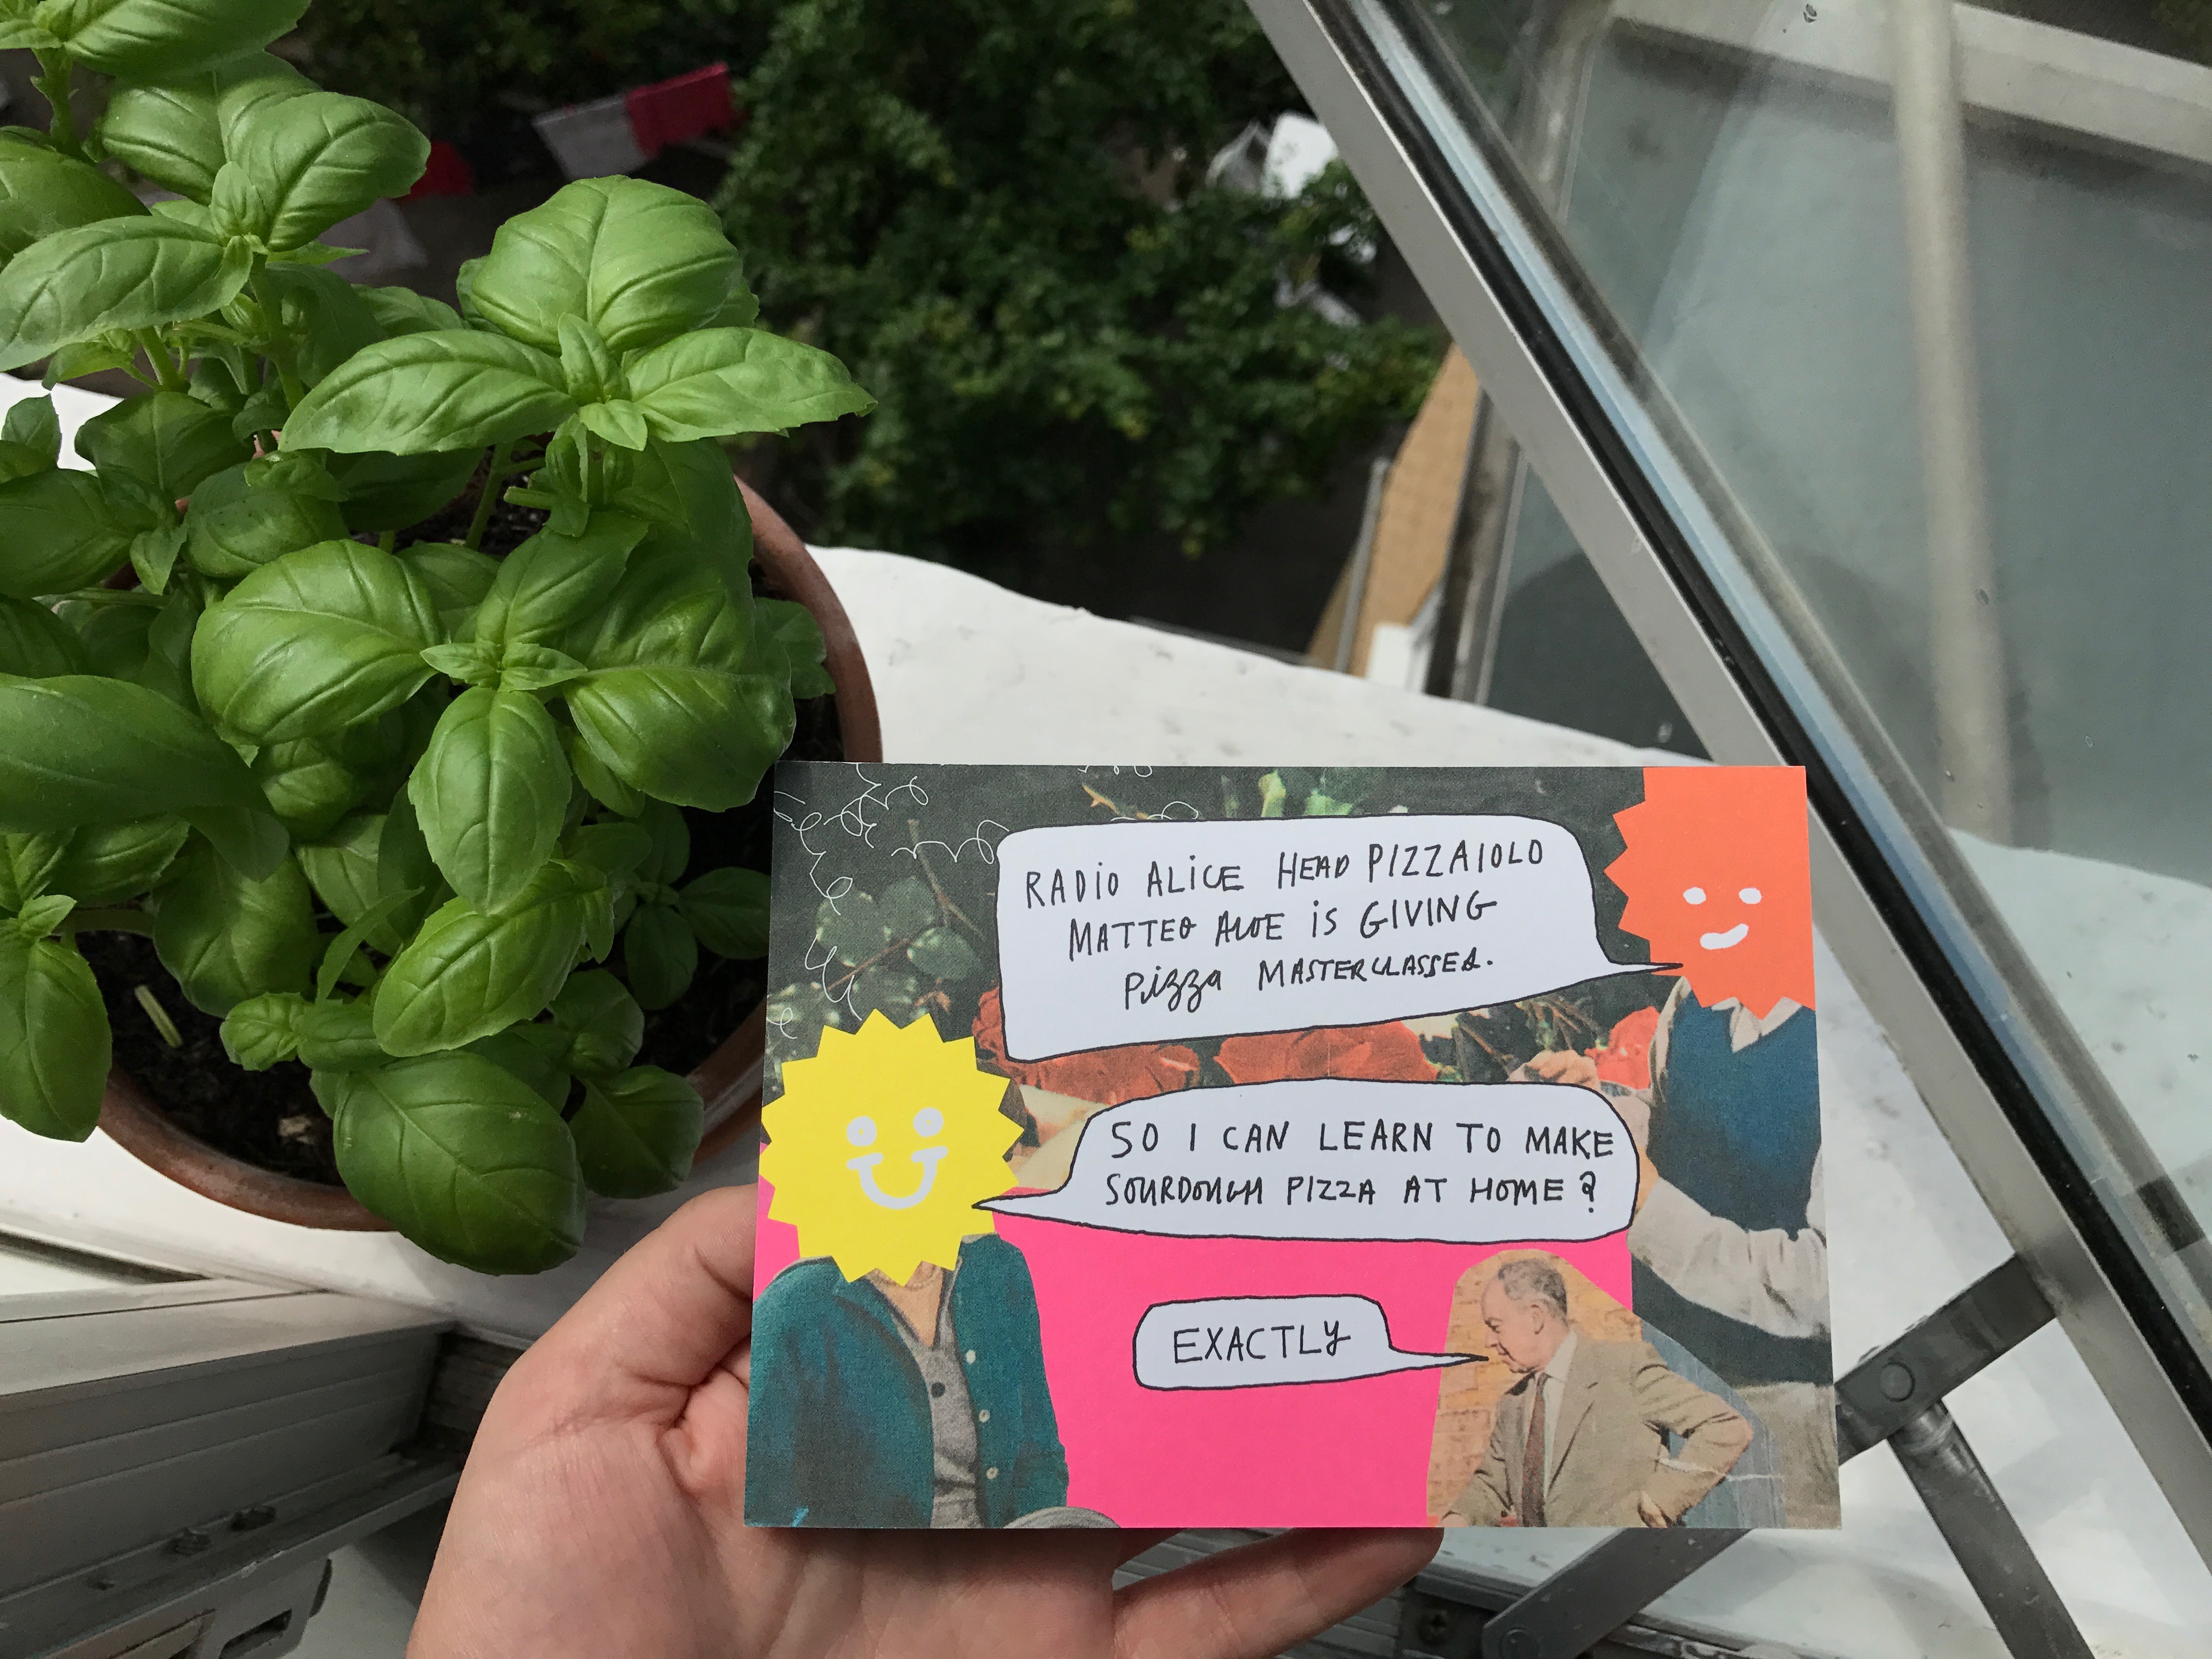 RADIO ALICE HEAD PIZZAIOLO
MATTEO ALOE IS GIVING
PIZZA MASTERCLASSES.
SO I CAN LEARN TO MAKE
SOURDOUGH PIZZA AT HOME?
EXACTLY